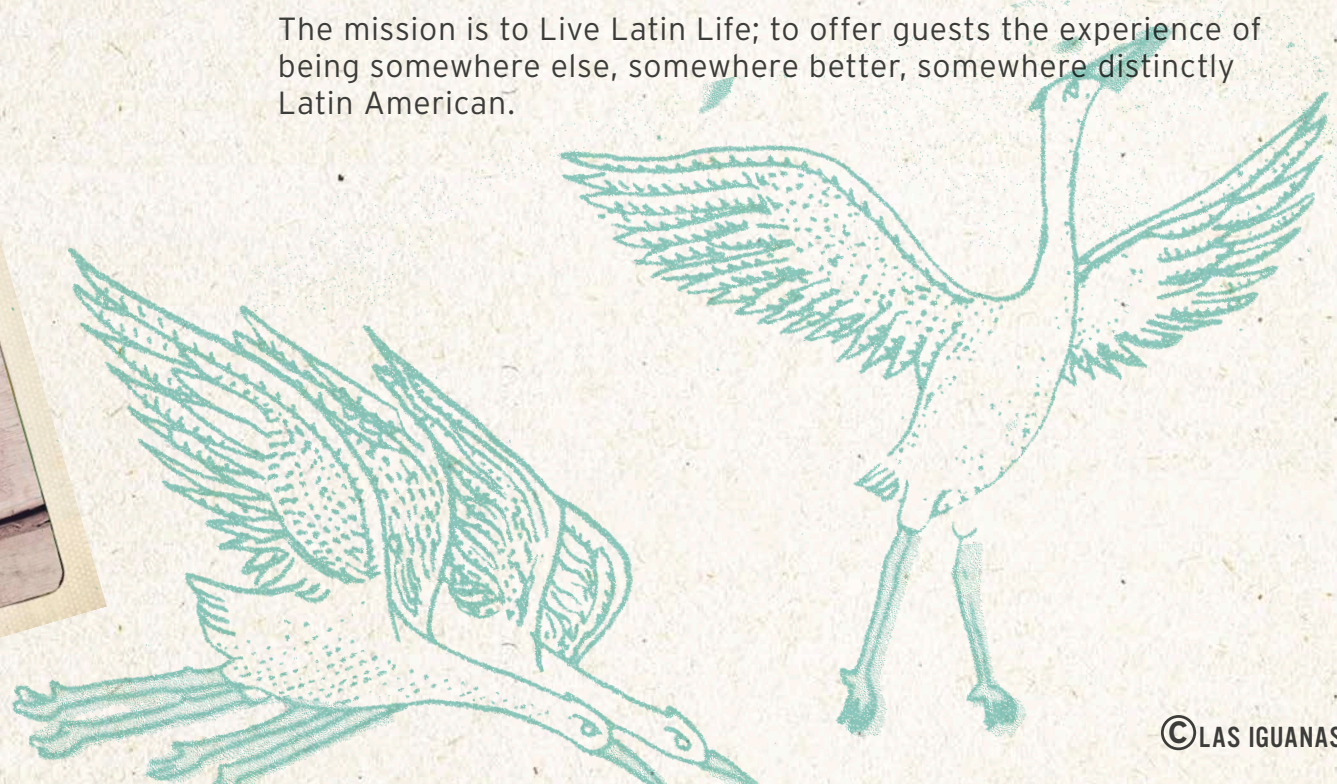 The mission is to Live Latin Life; to offer guests the experience of
being somewhere else, somewhere better, somewhere distinctly
Latin American.
©LAS IGUANAS